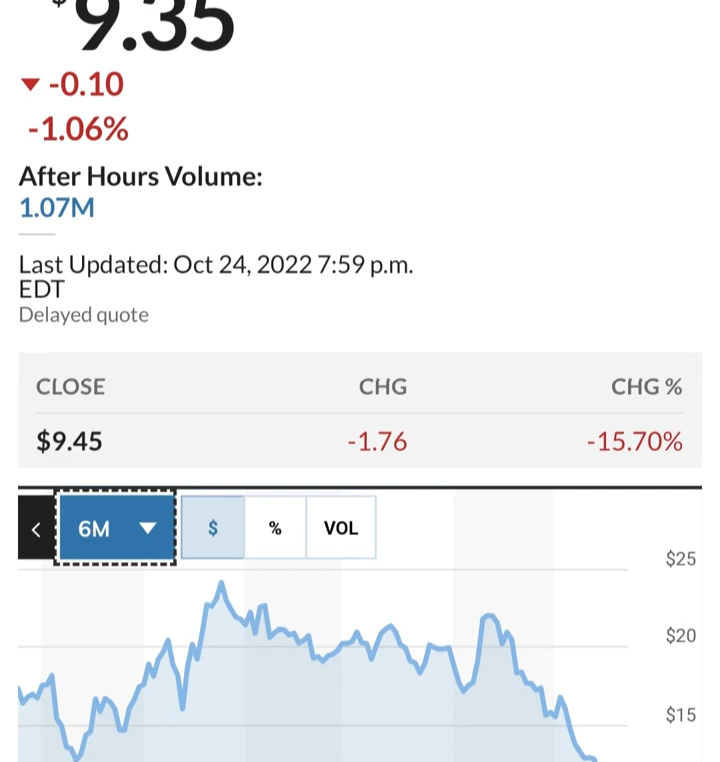 $9.35
-0.10
-1.06%
After Hours Volume:
1.07M
Last Updated: Oct 24, 2022 7:59 p.m.
EDT
Delayed quote
CLOSE CHG CHG %
$9.45 -1.76 -15.70%
6M $ % VOL
$25
$20
$15